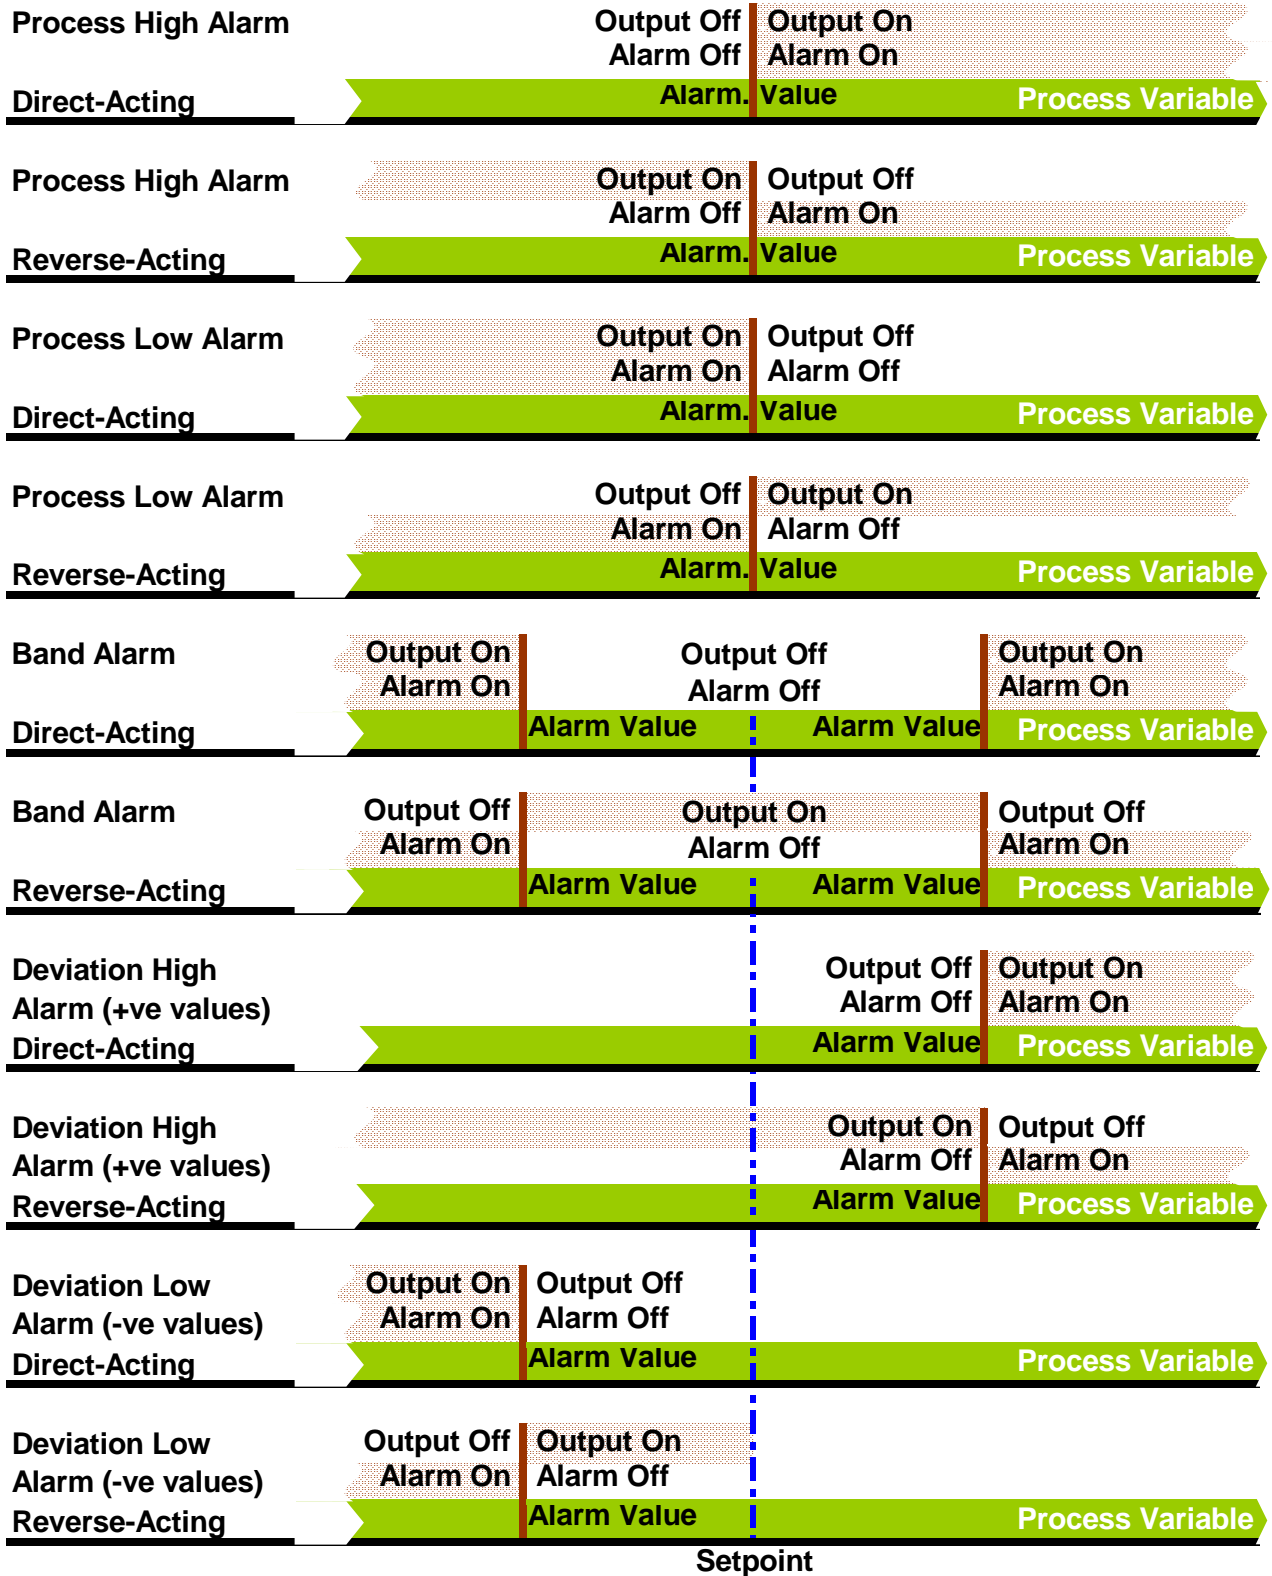 Process High Alarm Output Off Output On
Alarm Off Alarm On
Direct-Acting Alarm. Value Process Variable
Process High Alarm Output On Output Off
Alarm Off Alarm On
Reverse-Acting Alarm. Value Process Variable
Process Low Alarm Output On Output Off
Alarm On Alarm Off
Direct-Acting Alarm. Value Process Variable
Process Low Alarm Output Off Output On
Alarm On Alarm Off
Reverse-Acting Alarm. Value Process Variable
Band Alarm Output On Output Off Output On
Alarm On Alarm Off Alarm On
Direct-Acting Alarm Value Alarm Value Process Variable
Band Alarm Output Off Output On Output Off
Alarm On Alarm Off Alarm On
Reverse-Acting Alarm Value Alarm Value Process Variable
Deviation High Output Off Output On
Alarm (+ve values) Alarm Off Alarm On
Direct-Acting Alarm Value Process Variable
Deviation High Output On Output Off
Alarm (+ve values) Alarm Off Alarm On
Reverse-Acting Alarm Value Process Variable
Deviation Low Output On Output Off
Alarm (-ve values) Alarm On Alarm Off
Direct-Acting Alarm Value Process Variable
Deviation Low Output Off Output On
Alarm (-ve values) Alarm On Alarm Off
Reverse-Acting Alarm Value Process Variable
Setpoint